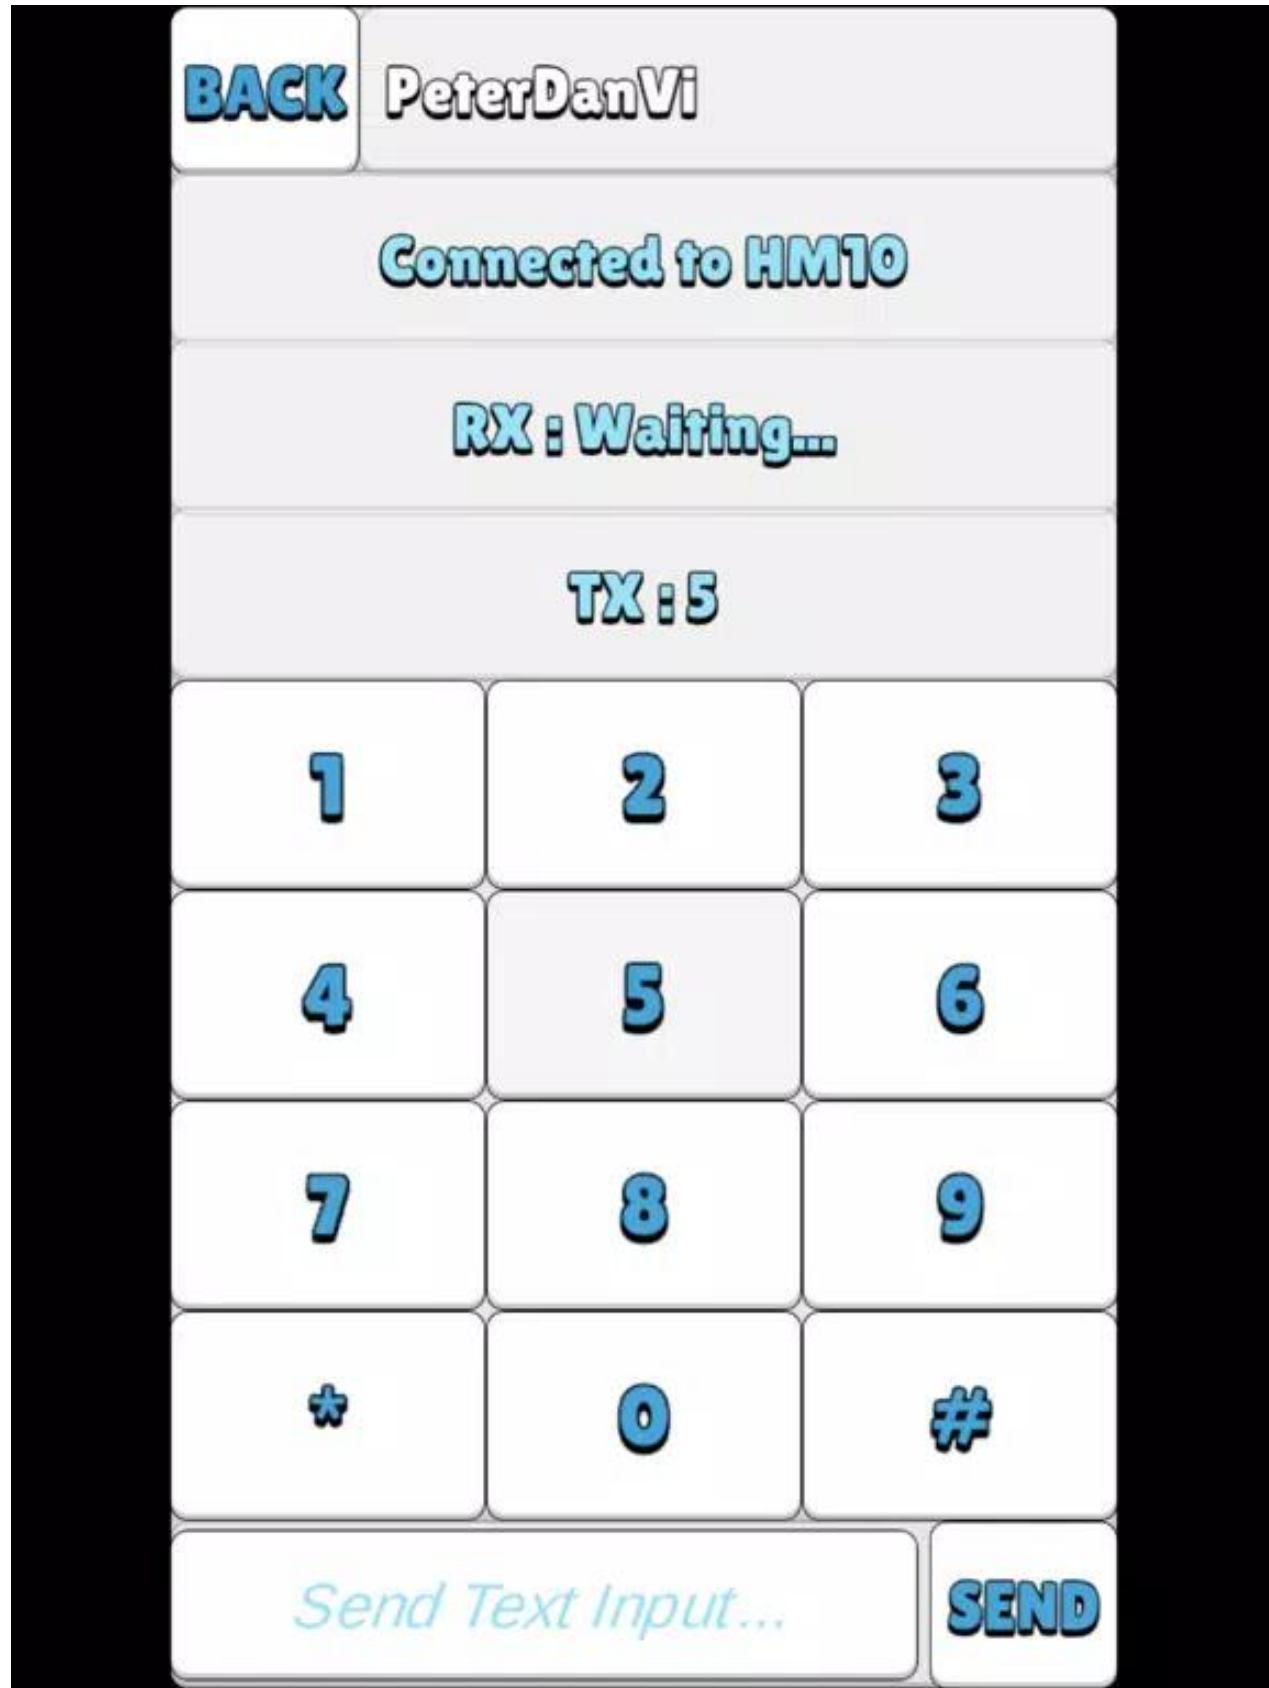 BACK PeterDanVi
Connected to HM10
RX : Waiting...
TX : 5
1 2 3
4 5 6
7 8 9
* 0 #
Send Text Input... SEND